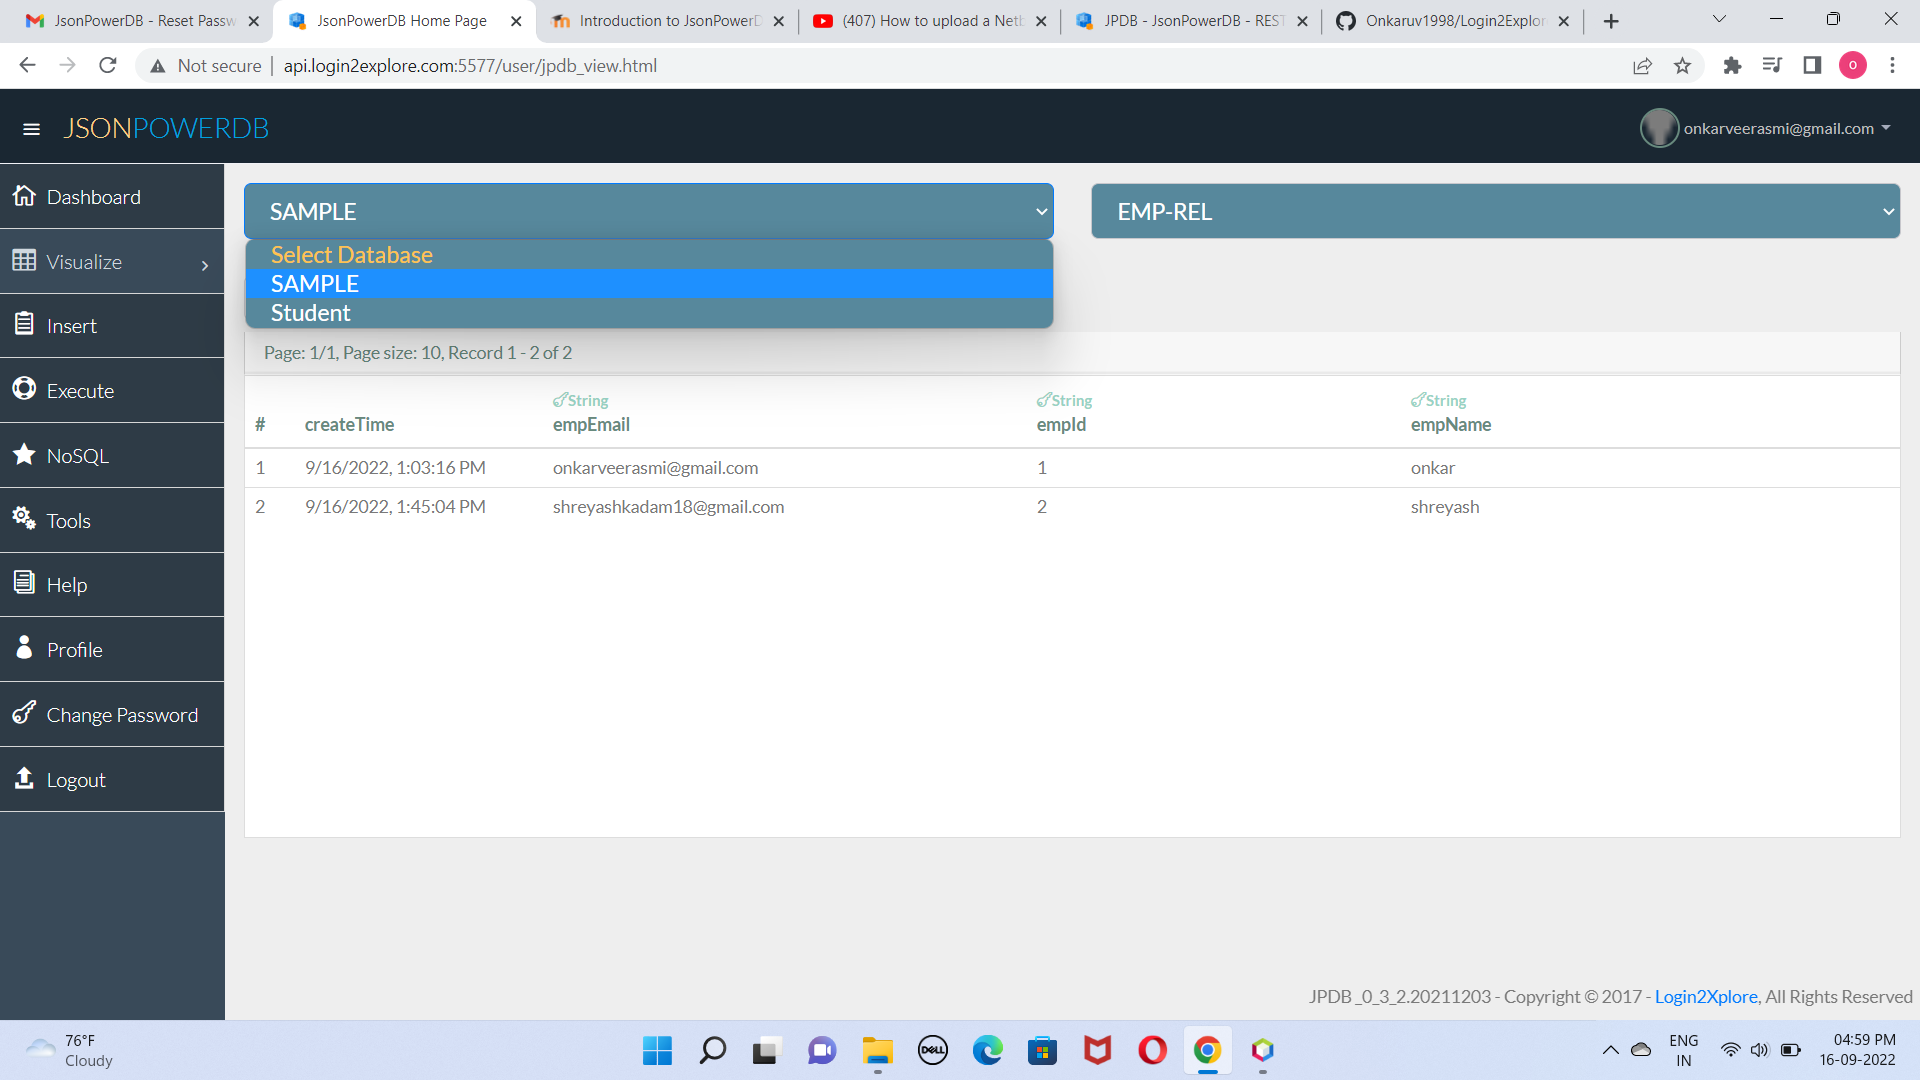 JsonPowerDB - Reset Passw
JsonPowerDB Home Page
Introduction to JsonPowerD
(407) How to upload a Netb
JPDB - JsonPowerDB - REST
Onkaruv1998/Login2Explor
Not secure
api.login2explore.com:5577/user/jpdb_view.html
O
JSONPOWERDB
onkarveerasmi@gmail.com
Dashboard
Visualize
Insert
Execute
NoSQL
Tools
Help
Profile
Change Password
Logout
SAMPLE
EMP-REL
Select Database
SAMPLE
Student
Page: 1/1, Page size: 10, Record 1 - 2 of 2
String String String
# createTime empEmail empId empName
1 9/16/2022, 1:03:16 PM onkarveerasmi@gmail.com 1 onkar
2 9/16/2022, 1:45:04 PM shreyashkadam18@gmail.com 2 shreyash
JPDB_0_3_2.20211203 - Copyright © 2017 - Login2Xplore, All Rights Reserved
76°F
Cloudy
DELL
ENG
IN
04:59 PM
16-09-2022